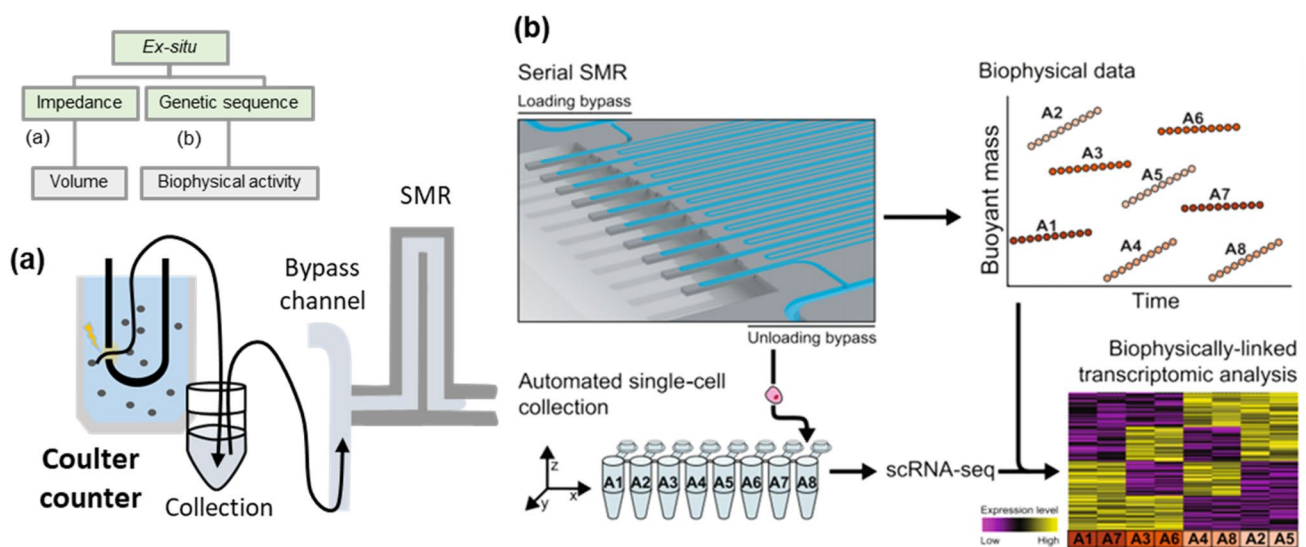 Ex-situ
Impedance
Genetic sequence
(a)
(b)
Volume
Biophysical activity
(a)
SMR
Bypass
channel
Coulter
counter
Collection
(b)
Serial SMR
Loading bypass
Unloading bypass
Biophysical data
Buoyant mass
A2
A6
A3
A5
A7
A1
A4
A8
Time
Automated single-cell
collection
z
x
y
A1 A2 A3 A4 A5 A6 A7 A8
scRNA-seq
Biophysically-linked
transcriptomic analysis
Expression level
Low High
A1 A7 A3 A6 A4 A8 A2 A5